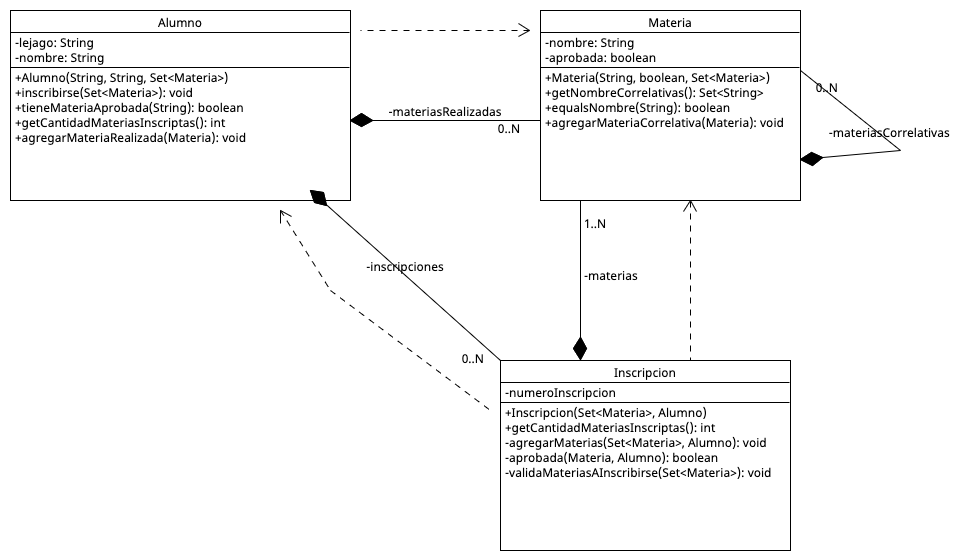 Alumno
-lejago: String
-nombre: String
+Alumno(String, String, Set<Materia>)
+inscribirse(Set<Materia>): void
+tieneMateriaAprobada(String): boolean
+getCantidadMateriasInscriptas(): int
+agregarMateriaRealizada(Materia): void
Materia
-nombre: String
-aprobada: boolean
+Materia(String, boolean, Set<Materia>)
+getNombreCorrelativas(): Set<String>
+equalsNombre(String): boolean
+agregarMateriaCorrelativa(Materia): void
-materiasRealizadas
0..N
0..N
-materiasCorrelativas
1..N
-materias
-inscripciones
0..N
Inscripcion
-numeroInscripcion
+Inscripcion(Set<Materia>, Alumno)
+getCantidadMateriasInscriptas(): int
-agregarMaterias(Set<Materia>, Alumno): void
-aprobada(Materia, Alumno): boolean
-validaMateriasAInscribirse(Set<Materia>): void